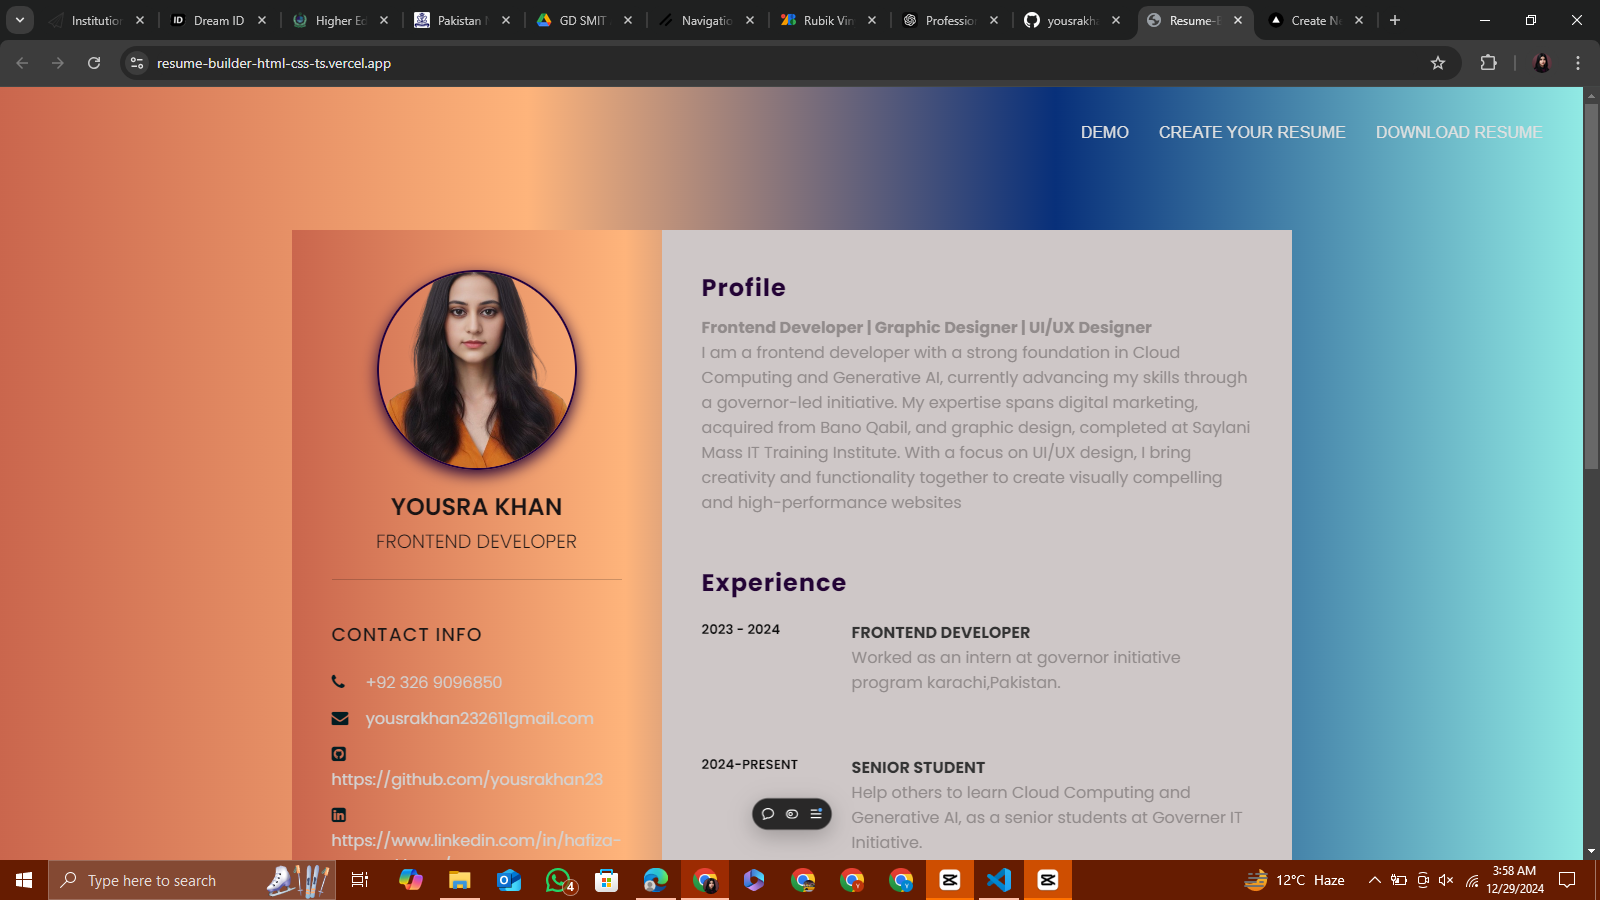 Institution
Dream ID
Higher Ed
Pakistan
GD SMIT
Navigatio
Rubik Vin
Profession
yousrakha
Resume-B
Create Ne
resume-builder-html-css-ts.vercel.app
DEMO CREATE YOUR RESUME DOWNLOAD RESUME
YOUSRA KHAN
FRONTEND DEVELOPER
CONTACT INFO
+92 326 9096850
yousrakhan232611gmail.com
https://github.com/yousrakhan23
https://www.linkedin.com/in/hafiza-
Profile
Frontend Developer | Graphic Designer | UI/UX Designer
I am a frontend developer with a strong foundation in Cloud
Computing and Generative AI, currently advancing my skills through
a governor-led initiative. My expertise spans digital marketing,
acquired from Bano Qabil, and graphic design, completed at Saylani
Mass IT Training Institute. With a focus on UI/UX design, I bring
creativity and functionality together to create visually compelling
and high-performance websites
Experience
2023 - 2024
FRONTEND DEVELOPER
Worked as an intern at governor initiative
program karachi,Pakistan.
2024-PRESENT
SENIOR STUDENT
Help others to learn Cloud Computing and
Generative AI, as a senior students at Governer IT
Initiative.
Type here to search
4
12°C Haze
3:58 AM
12/29/2024